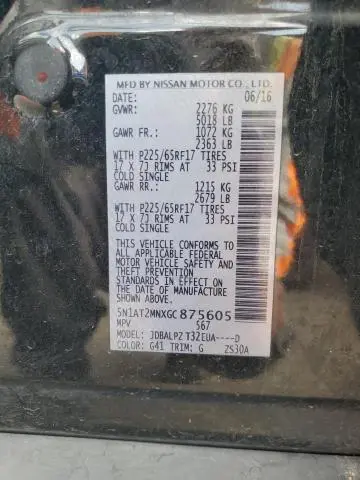 MFD BY NISSAN MOTOR CO., LTD.
DATE: 06/16
GVWR: 2276 KG
5018 LB
GAWR FR.: 1072 KG
2363 LB
WITH P225/65RF17 TIRES
17 X 7J RIMS AT 33 PSI
COLD SINGLE
GAWR RR.: 1215 KG
2679 LB
WITH P225/65RF17 TIRES
17 X 7J RIMS AT 33 PSI
COLD SINGLE
THIS VEHICLE CONFORMS TO
ALL APPLICABLE FEDERAL
MOTOR VEHICLE SAFETY AND
THEFT PREVENTION
STANDARDS IN EFFECT ON
THE DATE OF MANUFACTURE
SHOWN ABOVE.
5N1AT2MNXGC875605
MPV S67
MODEL: JDBALPZ T32EUA----D
COLOR: G41 TRIM: G ZS30A